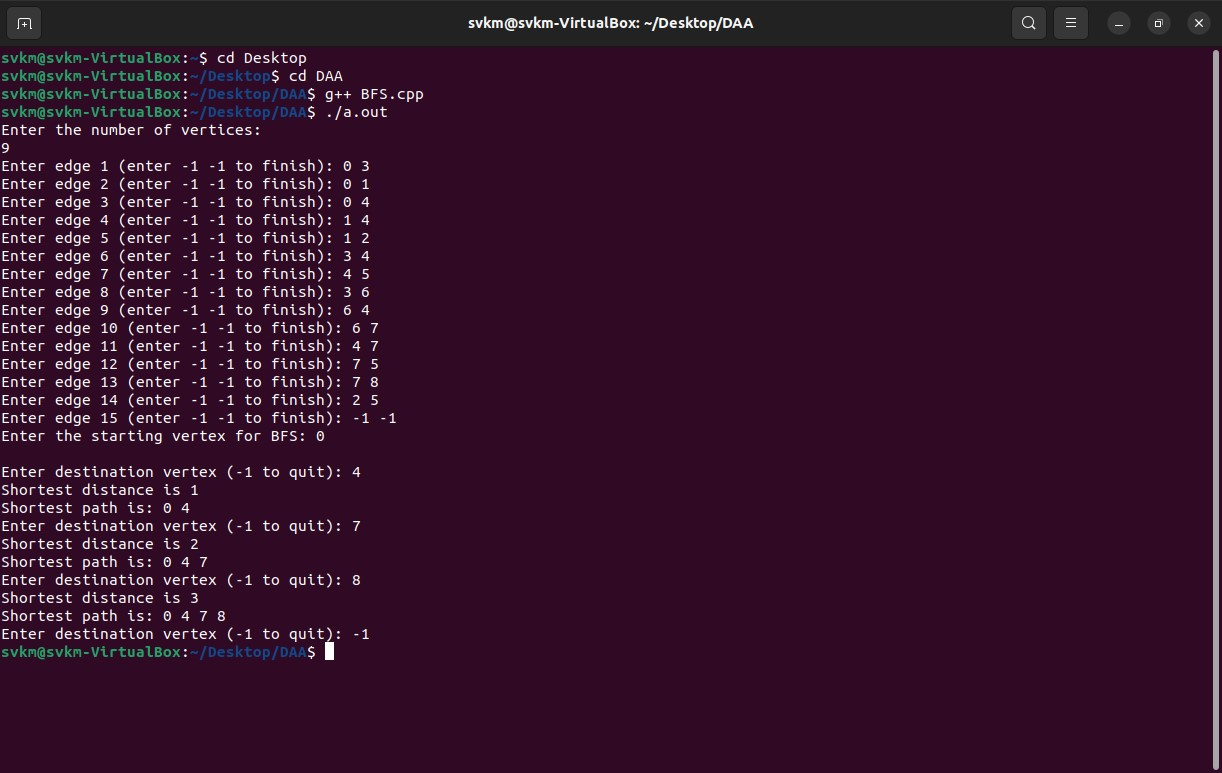 svkm@svkm-VirtualBox: ~/Desktop/DAA
svkm@svkm-VirtualBox:~$ cd Desktop
svkm@svkm-VirtualBox:~/Desktop$ cd DAA
svkm@svkm-VirtualBox:~/Desktop/DAA$ g++ BFS.cpp
svkm@svkm-VirtualBox:~/Desktop/DAA$ ./a.out
Enter the number of vertices:
9
Enter edge 1 (enter -1 -1 to finish): 0 3
Enter edge 2 (enter -1 -1 to finish): 0 1
Enter edge 3 (enter -1 -1 to finish): 0 4
Enter edge 4 (enter -1 -1 to finish): 1 4
Enter edge 5 (enter -1 -1 to finish): 1 2
Enter edge 6 (enter -1 -1 to finish): 3 4
Enter edge 7 (enter -1 -1 to finish): 4 5
Enter edge 8 (enter -1 -1 to finish): 3 6
Enter edge 9 (enter -1 -1 to finish): 6 4
Enter edge 10 (enter -1 -1 to finish): 6 7
Enter edge 11 (enter -1 -1 to finish): 4 7
Enter edge 12 (enter -1 -1 to finish): 7 5
Enter edge 13 (enter -1 -1 to finish): 7 8
Enter edge 14 (enter -1 -1 to finish): 2 5
Enter edge 15 (enter -1 -1 to finish): -1 -1
Enter the starting vertex for BFS: 0
Enter destination vertex (-1 to quit): 4
Shortest distance is 1
Shortest path is: 0 4
Enter destination vertex (-1 to quit): 7
Shortest distance is 2
Shortest path is: 0 4 7
Enter destination vertex (-1 to quit): 8
Shortest distance is 3
Shortest path is: 0 4 7 8
Enter destination vertex (-1 to quit): -1
svkm@svkm-VirtualBox:~/Desktop/DAA$